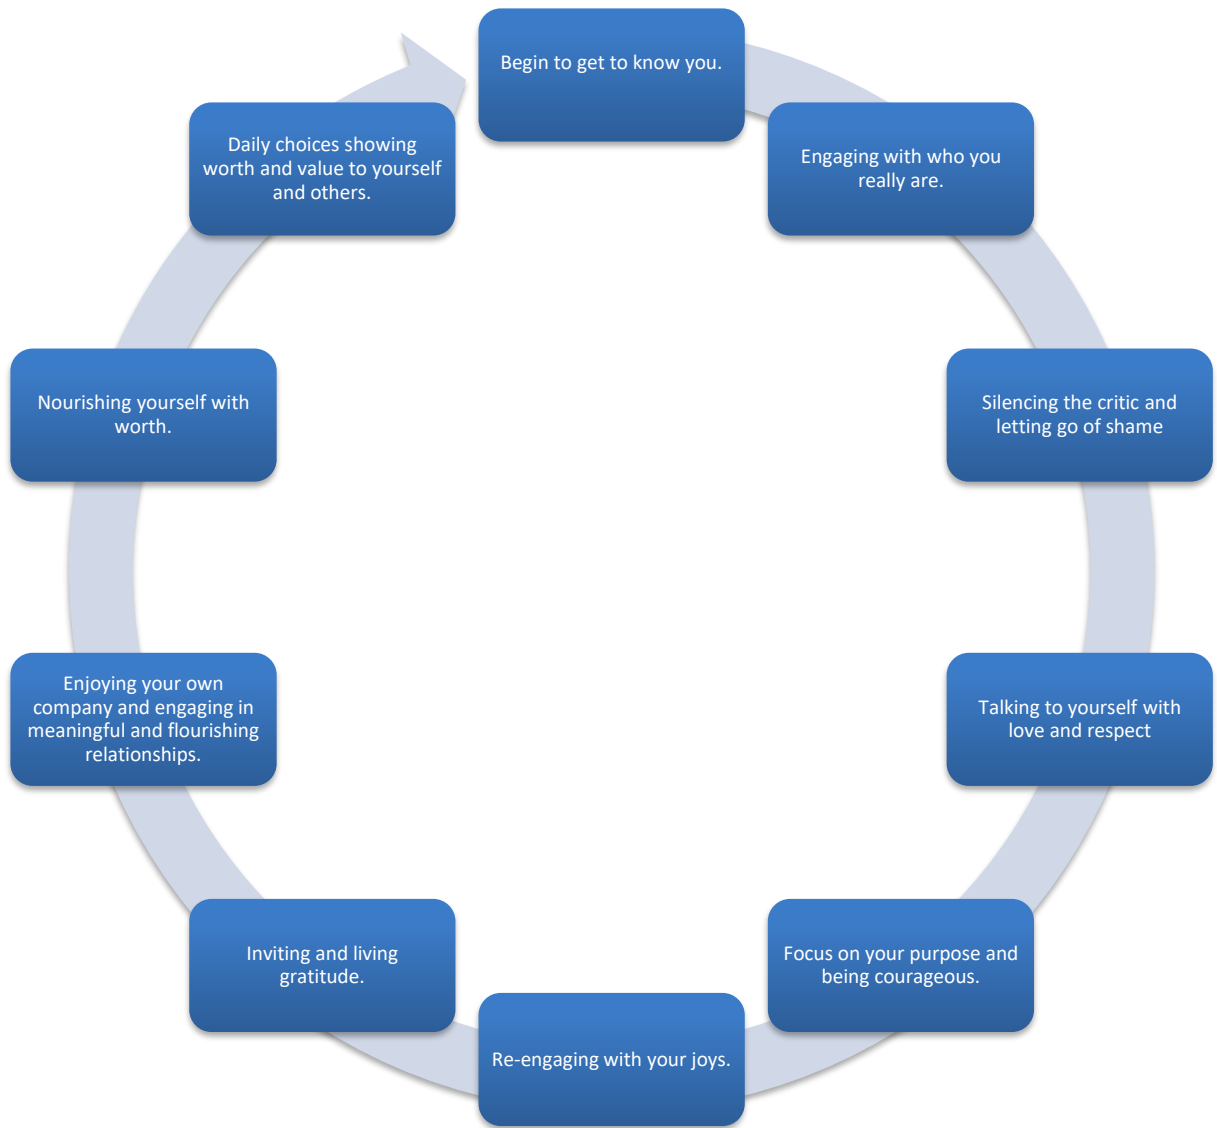 Begin to get to know you.
Engaging with who you
really are.
Silencing the critic and
letting go of shame
Talking to yourself with
love and respect
Focus on your purpose and
being courageous.
Re-engaging with your joys.
Inviting and living
gratitude.
Enjoying your own
company and engaging in
meaningful and flourishing
relationships.
Nourishing yourself with
worth.
Daily choices showing
worth and value to yourself
and others.